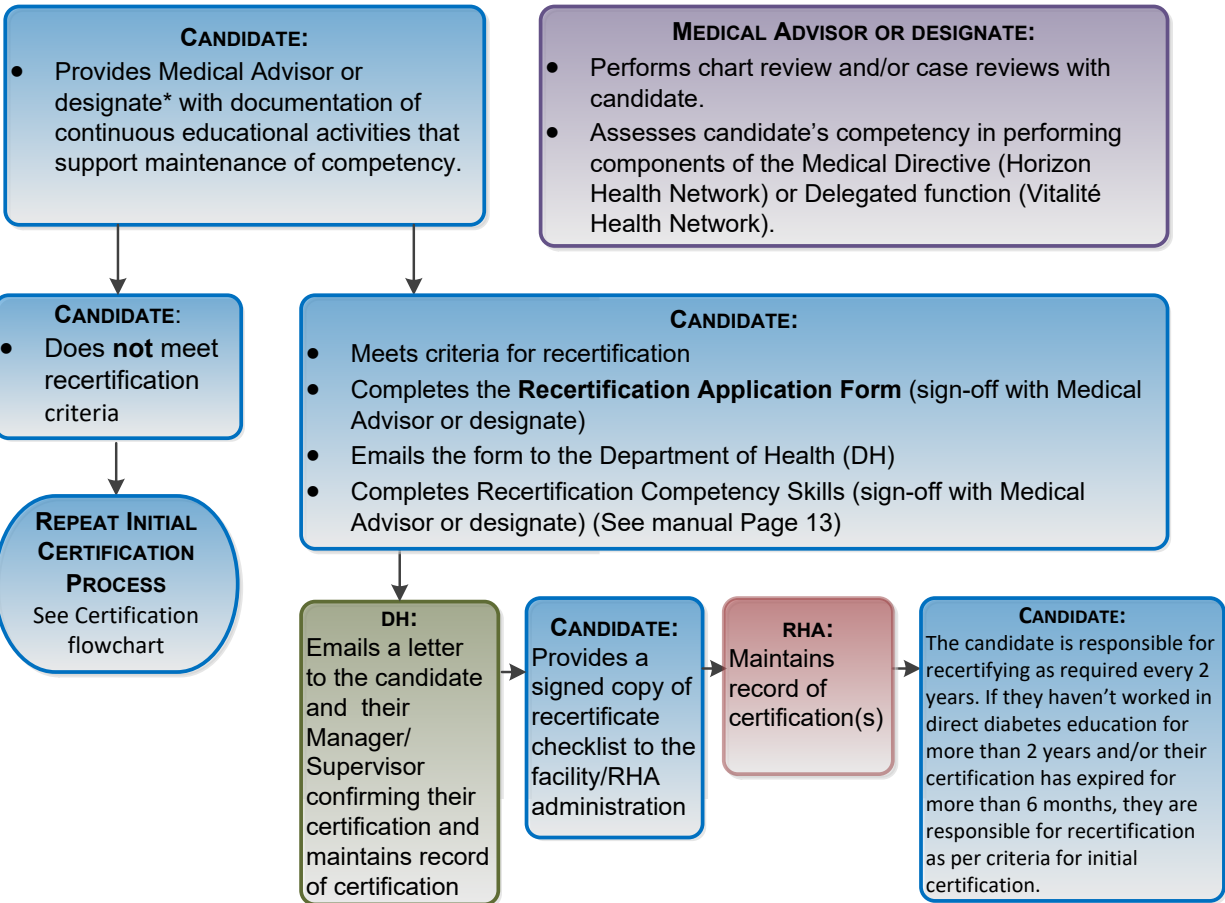 CANDIDATE:
• Provides Medical Advisor or
designate* with documentation of
continuous educational activities that
support maintenance of competency.
MEDICAL ADVISOR OR DESIGNATE:
• Performs chart review and/or case reviews with
candidate.
• Assesses candidate’s competency in performing
components of the Medical Directive (Horizon
Health Network) or Delegated function (Vitalité
Health Network).
CANDIDATE:
• Does not meet
recertification
criteria
CANDIDATE:
• Meets criteria for recertification
• Completes the Recertification Application Form (sign-off with Medical
Advisor or designate)
• Emails the form to the Department of Health (DH)
• Completes Recertification Competency Skills (sign-off with Medical
Advisor or designate) (See manual Page 13)
REPEAT INITIAL
CERTIFICATION
PROCESS
See Certification
flowchart
DH:
Emails a letter
to the candidate
and their
Manager/
Supervisor
confirming their
certification and
maintains record
of certification
CANDIDATE:
Provides a
signed copy of
recertificate
checklist to the
facility/RHA
administration
RHA:
Maintains
record of
certification(s)
CANDIDATE:
The candidate is responsible for
recertifying as required every 2
years. If they haven’t worked in
direct diabetes education for
more than 2 years and/or their
certification has expired for
more than 6 months, they are
responsible for recertification
as per criteria for initial
certification.